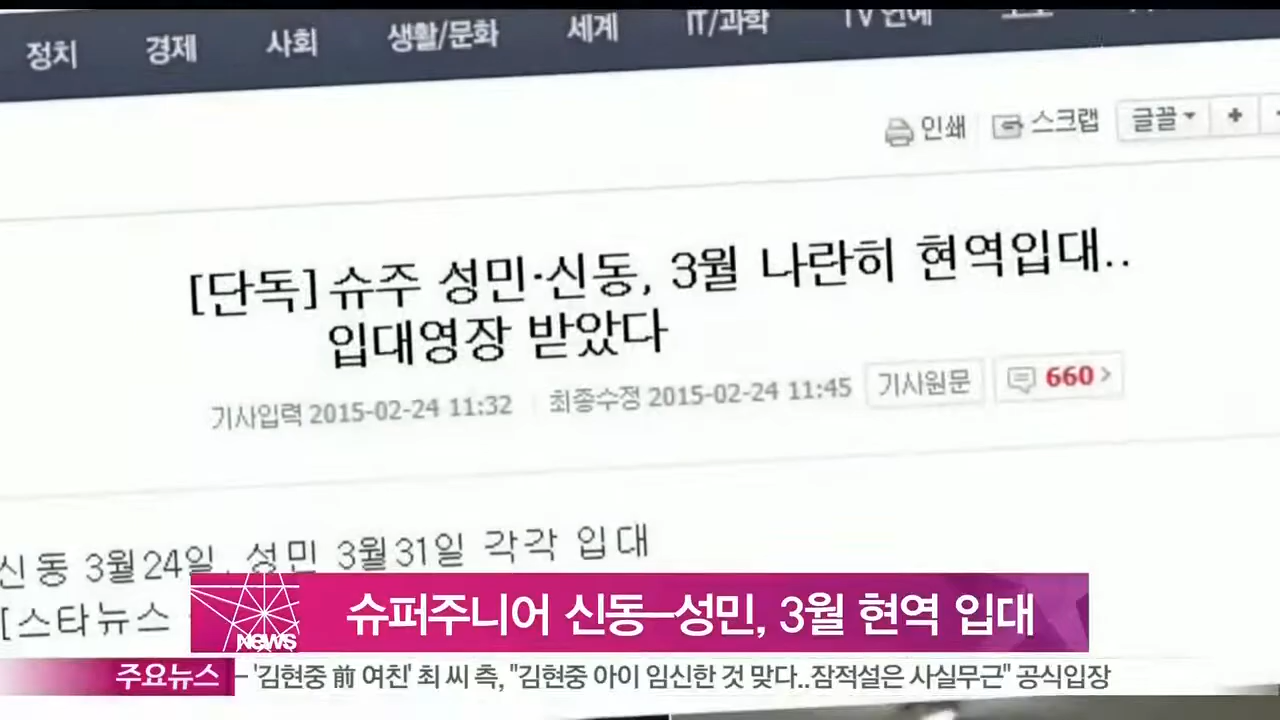 정치 경제 사회 생활/문화 세계 IT/과학 TV연예
인쇄 스크랩 글꼴 +
[단독] 슈주 성민·신동, 3월 나란히 현역입대..
입대영장 받았다
기사입력 2015-02-24 11:32 최종수정 2015-02-24 11:45 기사원문 660 >
신동 3월24일, 성민 3월31일 각각 입대
[스타뉴스
NEWS 슈퍼주니어 신동-성민, 3월 현역 입대
주요뉴스 - '김현중 前 여친' 최 씨 측, "김현중 아이 임신한 것 맞다..잠적설은 사실무근" 공식입장